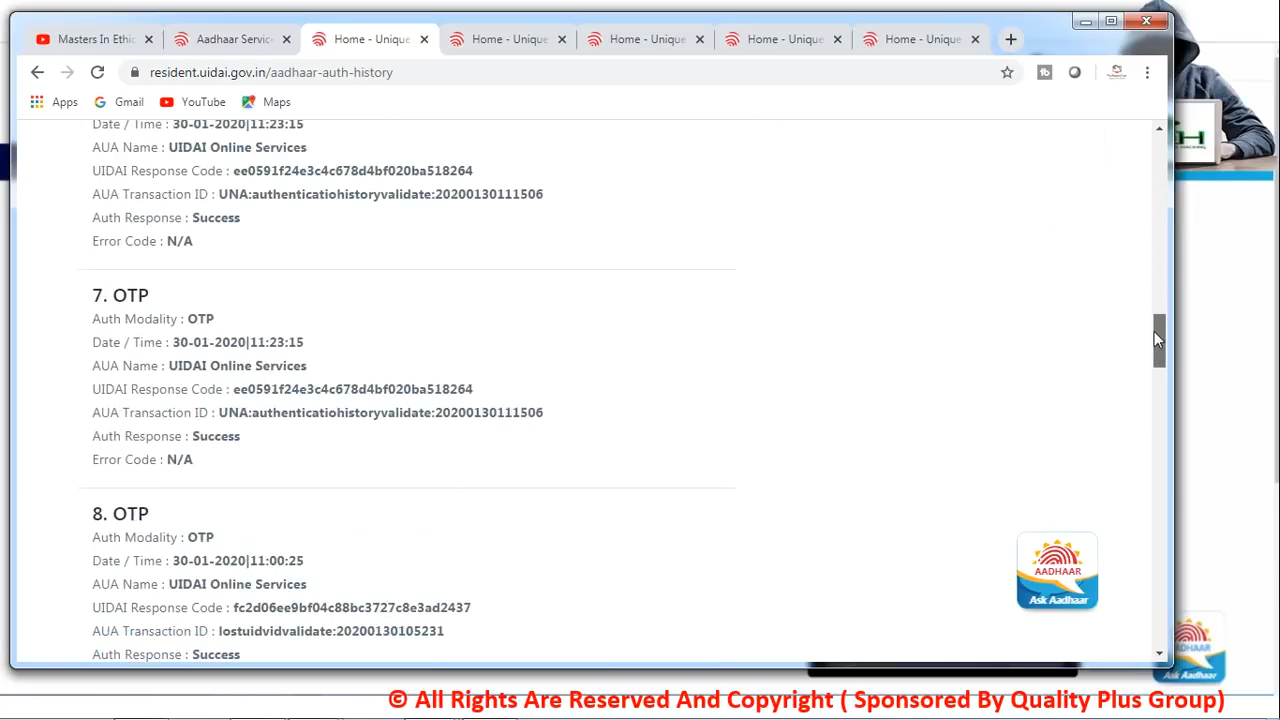 Masters In Ethic
Aadhaar Servic
Home - Unique
Home - Unique
Home - Unique
Home - Unique
Home - Unique
resident.uidai.gov.in/aadhaar-auth-history
Apps
Gmail
YouTube
Maps
Date / Time : 30-01-2020|11:23:15
AUA Name : UIDAI Online Services
UIDAI Response Code : ee0591f24e3c4c678d4bf020ba518264
AUA Transaction ID : UNA:authenticatiohistoryvalidate:20200130111506
Auth Response : Success
Error Code : N/A
7. OTP
Auth Modality : OTP
Date / Time : 30-01-2020|11:23:15
AUA Name : UIDAI Online Services
UIDAI Response Code : ee0591f24e3c4c678d4bf020ba518264
AUA Transaction ID : UNA:authenticatiohistoryvalidate:20200130111506
Auth Response : Success
Error Code : N/A
8. OTP
Auth Modality : OTP
Date / Time : 30-01-2020|11:00:25
AUA Name : UIDAI Online Services
UIDAI Response Code : fc2d06ee9bf04c88bc3727c8e3ad2437
AUA Transaction ID : lostuidvidvalidate:20200130105231
Auth Response : Success
AADHAAR
Ask Aadhaar
AADHAAR
Ask Aadhaar
© All Rights Are Reserved And Copyright ( Sponsored By Quality Plus Group)